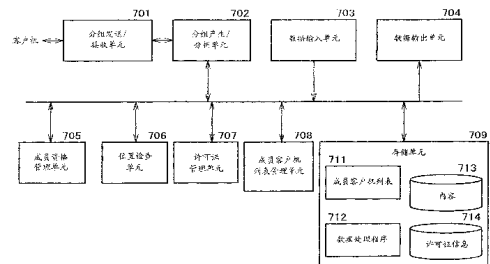 701
702
703
704
客户机
分组发送/
接收单元
分组产生/
分析单元
数据输入单元
数据输出单元
705
706
707
708
709
成员资格
管理单元
位置检查
单元
许可证
管理单元
成员客户机
列表管理单元
存储单元
711
成员客户机列表
713
内容
712
数据处理程序
714
许可证信息